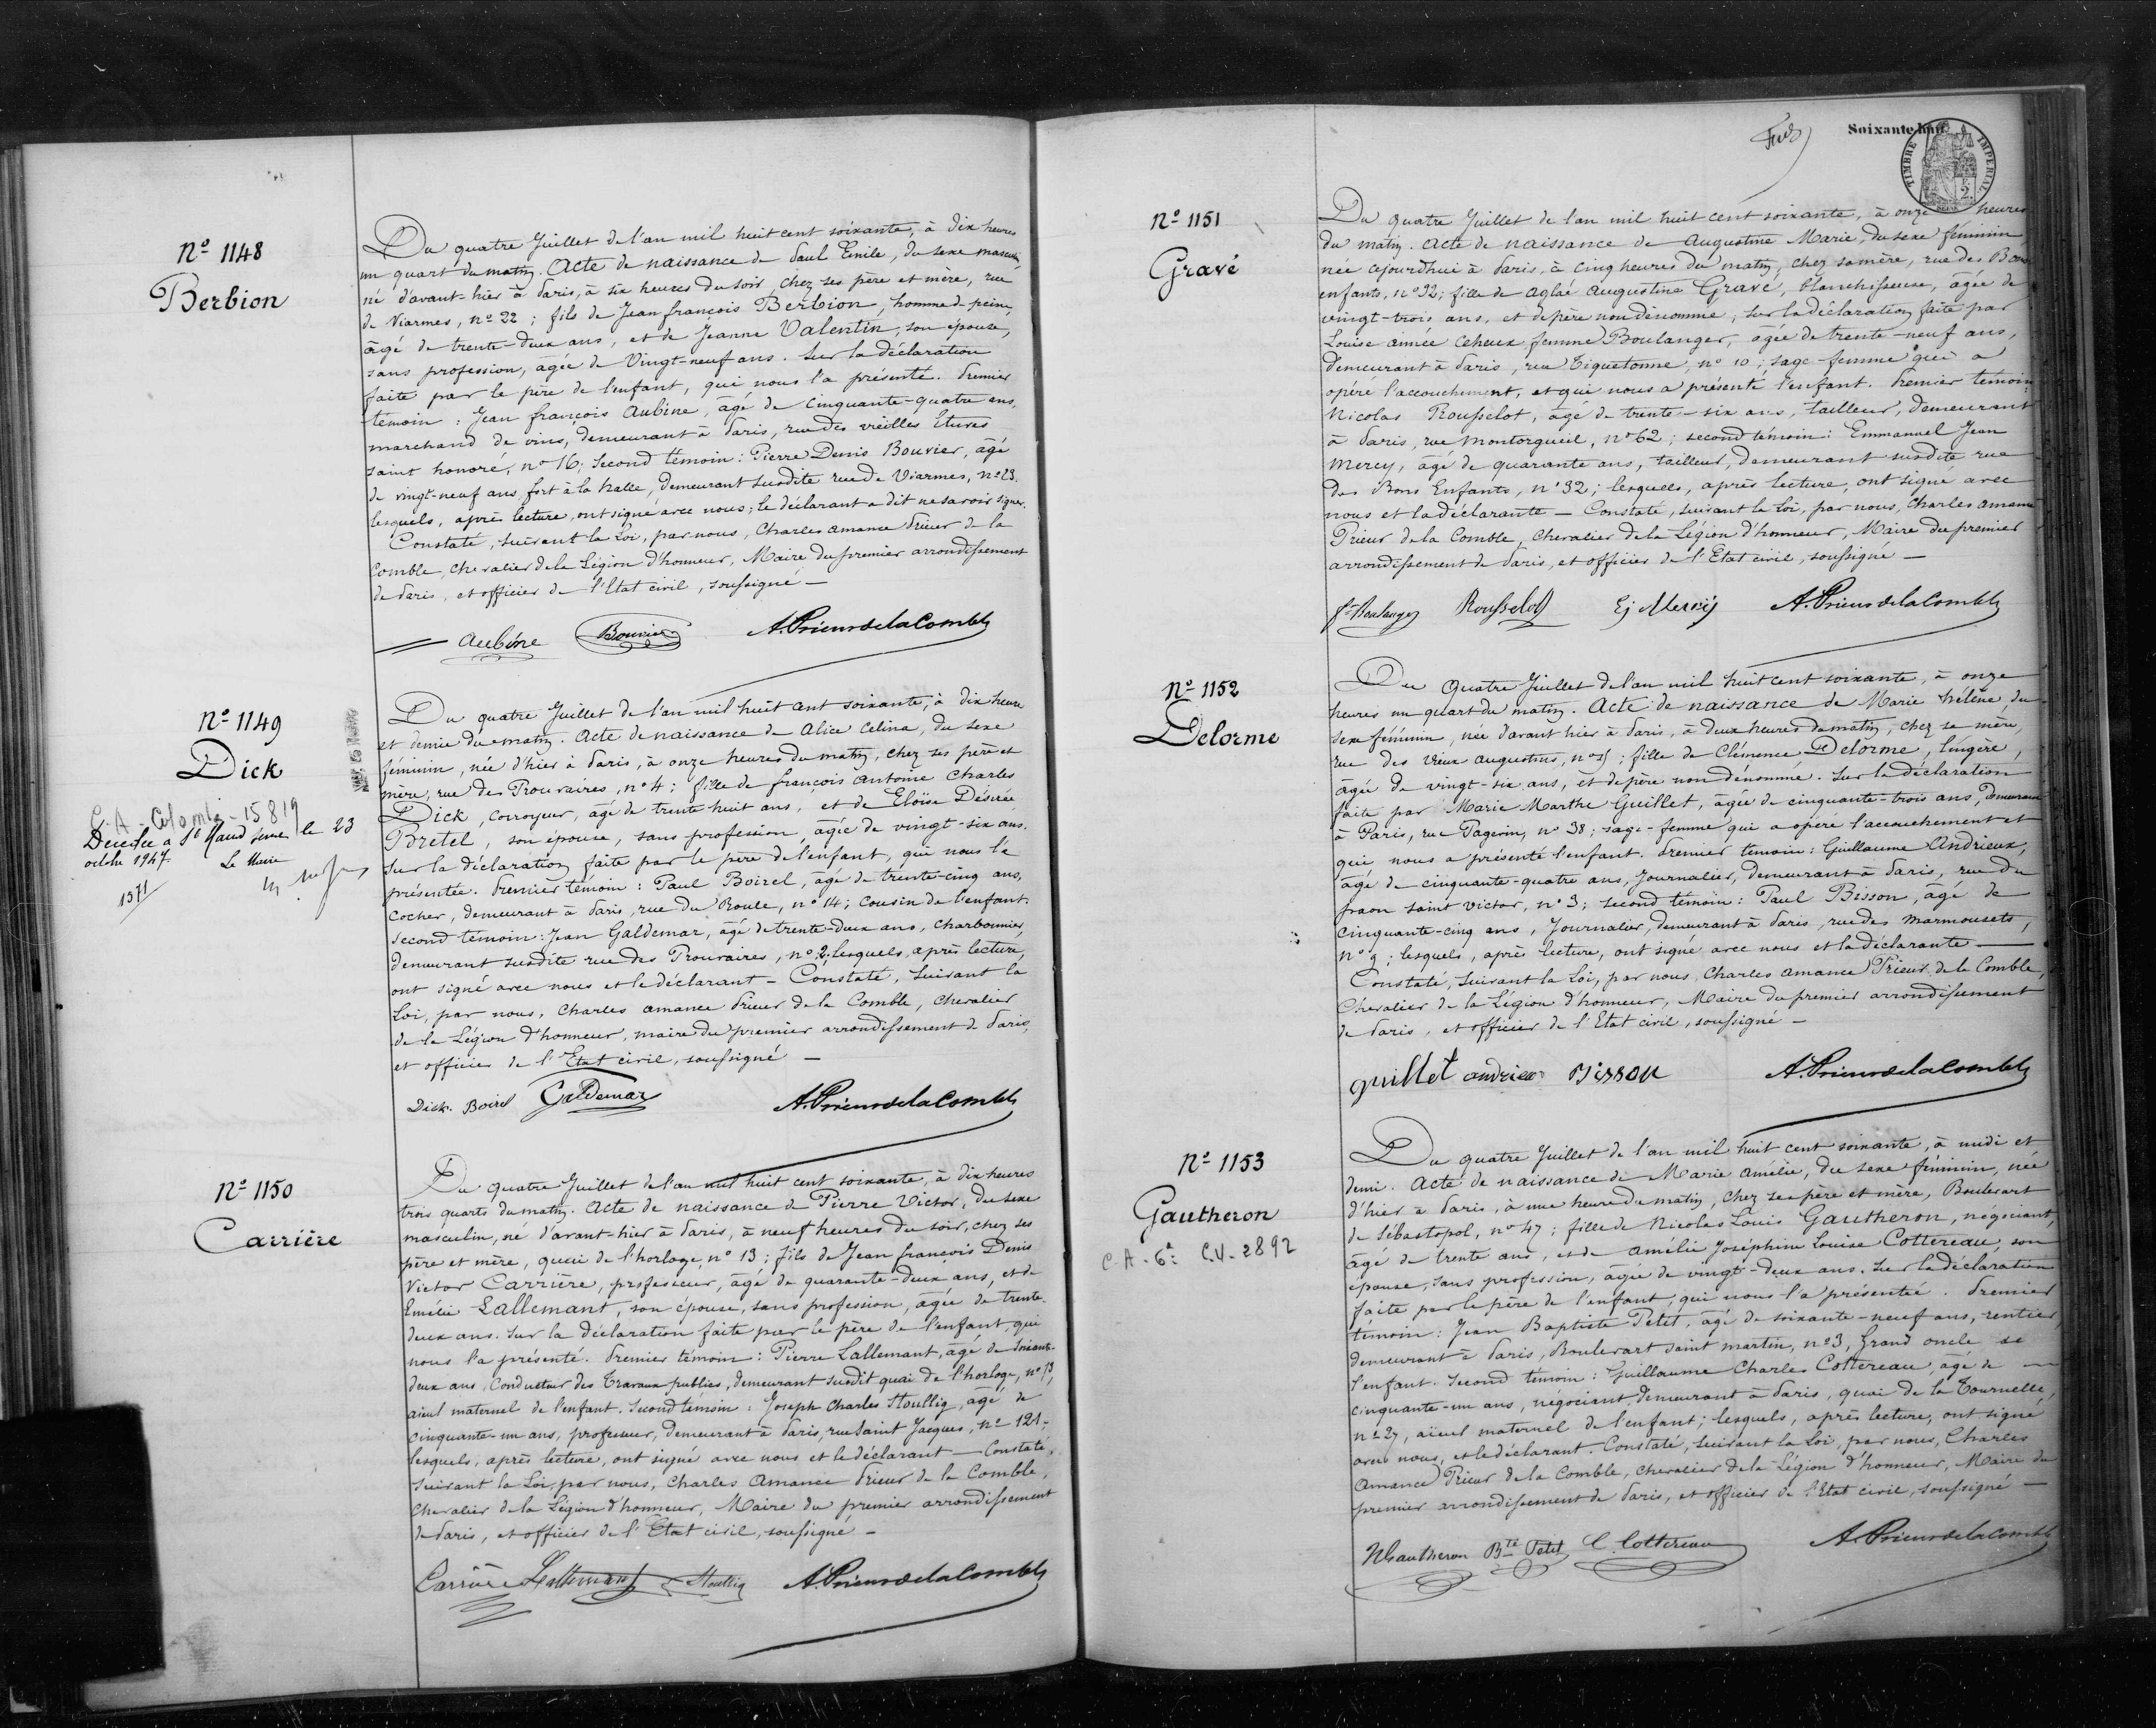 Nº 1148
Berbion
Du quatre Juillet de l'an mil huit cent soixante, à dix heures
un quart du matin. Acte de naissance de Paul Emile, du sexe masculin
né d'avant-hier à Paris, à six heures du soir, chez ses père et mère, rue
de Viarmes, nº 22; fils de Jean françois Berbion, homme de peine,
âgé de trente-deux ans, et de Jeanne Valentin, son épouse,
sans profession, âgée de Vingt-neuf ans. Sur la déclaration
faite par le père de l'enfant, qui nous l'a présenté. Premier
témoin: Jean françois Aubine, âgé de cinquante-quatre ans,
marchand de vins, demeurant à Paris, rue des vieilles Etuves
saint honoré, nº 16; second témoin: Pierre Denis Bouvier, âgé
de vingt-neuf ans, fort à la halle, demeurant susdite rue de Viarmes, nº 23.
lesquels, après lecture, ont signé avec nous; le déclarant a dit ne savoir signer.
Constaté, suivant la Loi, par nous, Charles amance Prieur de la
Comble, chevalier de la Légion d'honneur, Maire du premier arrondissement
de Paris, et officier de l'Etat civil, soussigné —
Aubine Bouvier A. Prieur de la Comble
Nº 1149
Dick
C.A - Colombe - 15819
Décédée à St Mand Seine le 23
octobre 1947
Le Maire
1371
Du quatre Juillet de l'an mil huit cent soixante, à dix heures
et demie du matin. Acte de naissance de Alice Celina, du sexe
féminin, née d'hier à Paris, à onze heures du matin, chez ses père et
mère, rue des Prouvaires, nº 4; fille de françois Antoine Charles
Dick, corroyeur, âgé de trente huit ans, et de Eloïse Désirée
Bretel, son épouse, sans profession, âgée de vingt-six ans.
Sur la déclaration faite par le père de l'enfant, qui nous l'a
présentée. Premier témoin: Paul Boirel, âgé de trente-cinq ans,
cocher, demeurant à Paris, rue du Roule, nº 14; cousin de l'enfant.
second témoin: Jean Galdemar, âgé de trente-deux ans, charbonnier,
demeurant susdite rue des Prouvaires, nº 2; lesquels, après lecture,
ont signé avec nous et le déclarant - Constaté, suivant la
Loi, par nous, Charles amance Prieur de la Comble, Chevalier
de la Légion d'honneur, maire du premier arrondissement de Paris,
et officier de l'Etat civil, soussigné —
Dick. Boirel Galdemar A. Prieur de la Comble
Nº 1150
Carrière
Du quatre Juillet de l'an mil huit cent soixante, à dix heures
trois quarts du matin. Acte de naissance de Pierre Victor, du sexe
masculin, né d'avant-hier à Paris, à neuf heures du soir, chez ses
père et mère, quai de l'horloge, nº 13; fils de Jean françois Denis
Victor Carrière, professeur, âgé de quarante-deux ans, et de
Emélie Lallemant, son épouse, sans profession, âgée de trente-
deux ans. Sur la déclaration faite par le père de l'enfant, qui
nous l'a présenté. Premier témoin: Pierre Lallemant, âgé de soixante-
deux ans, conducteur des travaux publics, demeurant susdit quai de l'horloge, nº 13,
aïeul maternel de l'enfant. Second témoin: Joseph Charles Stoullig, âgé de
cinquante-un ans, professeur, demeurant à Paris, rue Saint Jacques, nº 121-
lesquels, après lecture, ont signé avec nous et le déclarant — Constaté,
suivant la Loi, par nous, Charles Amance Prieur de la Comble,
Chevalier de la Légion d'honneur, Maire du premier arrondissement
de Paris, et officier de l'Etat civil, soussigné -
Carrière Lallemant Stoullig A. Prieur de la Comble
Soixante-huit
TIMBRE IMPERIAL
2
Nº 1151
Gravé
Du quatre Juillet de l'an mil huit cent soixante, à onze heures
du matin. Acte de naissance de Augustine Marie, du sexe féminin
née cejourd'hui à Paris, à cinq heures du matin, chez sa mère, rue des Bons
enfants, nº 32; fille de Aglaé Augustine Gravé, blanchisseuse, âgée de
vingt-trois ans, et de père non dénommé, Sur la déclaration faite par
Louise aimée Ceheux, femme Boulanger, âgée de trente-neuf ans,
demeurant à Paris, rue Tiquetonne, nº 10; sage-femme qui a
opéré l'accouchement, et qui nous a présenté l'enfant. Premier témoin:
Nicolas Rousselot, âgé de trente-six ans, tailleur, demeurant
à Paris, rue Montorgueil, nº 62; second témoin: Emmanuel Jean
Mercy, âgé de quarante ans, tailleur, demeurant susdite rue
des Bons Enfants, nº 32; lesquels, après lecture, ont signé avec
nous et la déclarante — Constaté, suivant la Loi, par nous, Charles amance
Prieur de la Comble, Chevalier de la Légion d'honneur, Maire du premier
arrondissement de Paris, et officier de l'Etat civil, soussigné —
fe Boulanger Rousselot Ej Mercÿ A. Prieur de la Comble
Nº 1152
Delorme
Du Quatre Juillet de l'an mil huit cent soixante, à onze
heures un quart du matin. Acte de naissance de Marie hélène, du
sexe féminin, née d'avant hier à Paris, à deux heures du matin, chez sa mère,
rue des Vieux augustins, nº ; fille de Clémence Delorme, lingère,
âgée de vingt-six ans, et de père non dénommé. Sur la déclaration
faite par Marie Marthe Guillet, âgée de cinquante-trois ans, demeurant
à Paris, rue Pagevin, nº 38; sage-femme qui a opéré l'accouchement et
qui nous a présenté l'enfant. Premier témoin: Guillaume Andrieux,
âgé de cinquante-quatre ans, Journalier, demeurant à Paris, rue du
paon saint victor, nº 3; second témoin: Paul Bisson, âgé de
cinquante-cinq ans, Journalier, demeurant à Paris, rue des Marmousets,
nº 9; lesquels, après lecture, ont signé avec nous et la déclarante —
Constaté, suivant la Loi, par nous, Charles amance Prieur de la Comble,
Chevalier de la Légion d'honneur, Maire du premier arrondissement
de Paris, et officier de l'Etat civil, soussigné —
guillet andrieux Bisson A. Prieur de la Comble
Nº 1153
Gautheron
C.A - 6e C.V - 2892
Du quatre Juillet de l'an mil huit cent soixante, à midi et
demi. Acte de naissance de Marie Amélie, du sexe féminin, née
d'hier à Paris, à une heure du matin, chez ses père et mère, Boulevart
de Sébastopol, nº 47; fille de Nicolas Louis Gautheron, négociant,
âgé de trente ans, et de Amélie Joséphine Louise Cottereau, son
épouse, sans profession, âgée de vingt-deux ans. Sur la déclaration
faite par le père de l'enfant, qui nous l'a présentée. Premier
témoin: Jean Baptiste Petit, âgé de soixante-neuf ans, rentier,
demeurant à Paris, Boulevart Saint martin, nº 3, Grand oncle de
l'enfant. Second témoin: Guillaume Charles Cottereau, âgé de —
cinquante-un ans, négociant, demeurant à Paris, quai de la Tournelle,
nº 27, aïeul maternel de l'enfant; lesquels, après lecture, ont signé
avec nous, et le déclarant. Constaté, suivant la Loi, par nous, Charles
Amance Prieur de la Comble, chevalier de la Légion d'honneur, Maire du
premier arrondissement de Paris, et officier de l'Etat civil, soussigné —
NGautheron Bte Petit C. Cottereau A. Prieur de la Comble